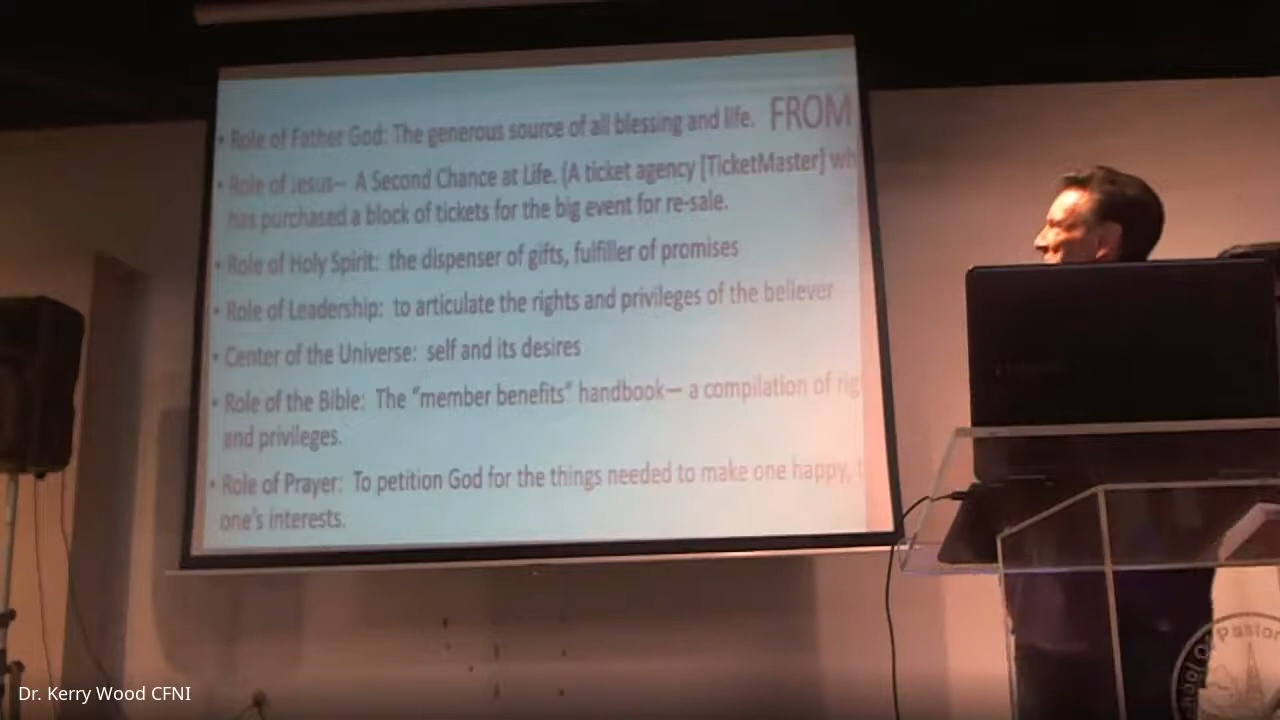 • Role of Father God: The generous source of all blessing and life. FROM
• Role of Jesus— A Second Chance at Life. (A ticket agency [TicketMaster] wh
has purchased a block of tickets for the big event for re-sale.
• Role of Holy Spirit: the dispenser of gifts, fulfiller of promises
• Role of Leadership: to articulate the rights and privileges of the believer
• Center of the Universe: self and its desires
• Role of the Bible: The “member benefits” handbook— a compilation of rig
and privileges.
• Role of Prayer: To petition God for the things needed to make one happy,
one's interests.
Pastor
Dr. Kerry Wood CFNI